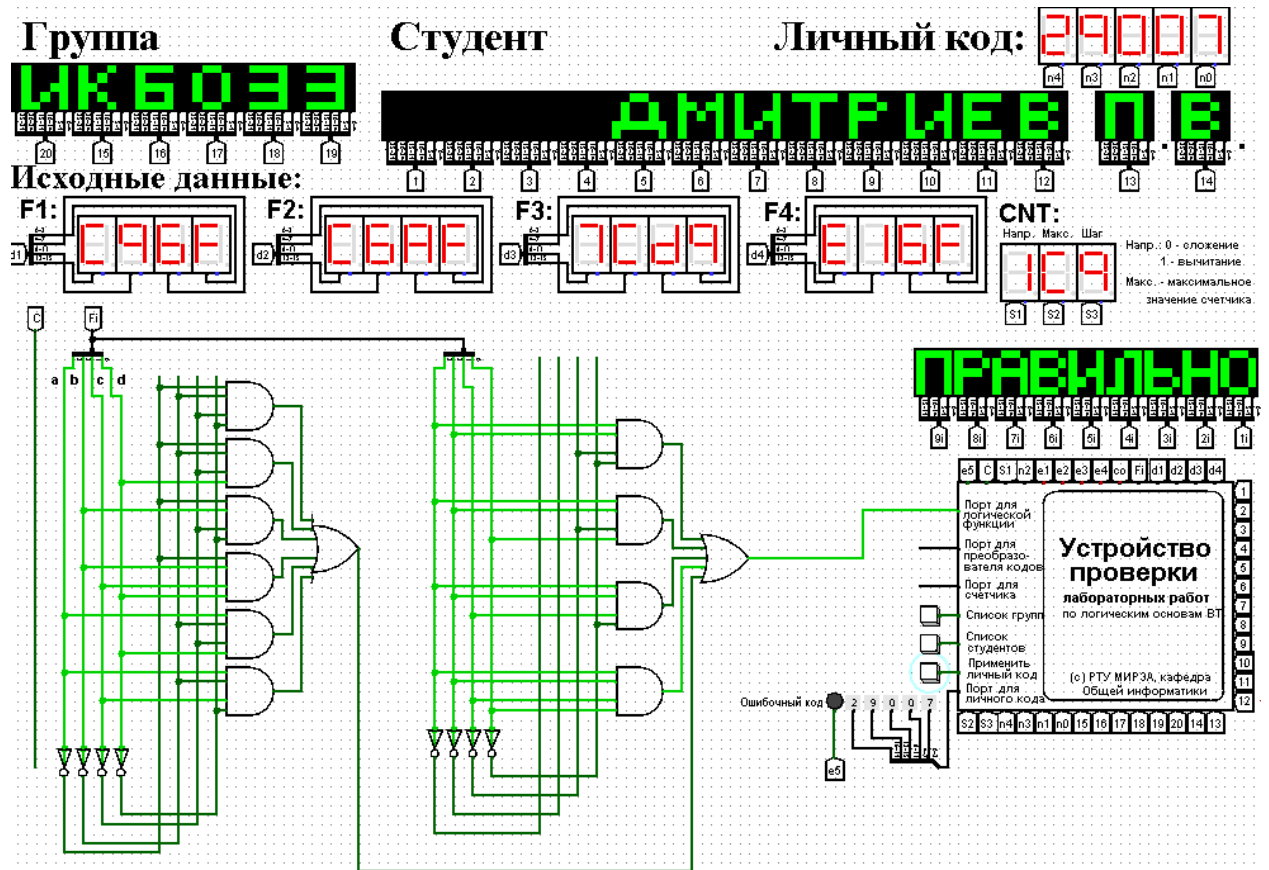 Группа Студент Личный код: 29007
n4 n3 n2 n1 n0
ИКБОЗЗ ДМИТРИЕВ П . В .
20 15 16 17 18 19
1 2 3 4 5 6 7 8 9 10 11 12 13 14
Исходные данные:
F1: C96F F2: C6AF F3: 7Cd9 F4: E16F CNT:
d1 d2 d3 d4
Напр. Макс. Шаг
1C9
S1 S2 S3
Напр.: 0 - сложение
1 - вычитание
Макс. - максимальное
значение счетчика.
C Fi
a b c d
ПРАВИЛЬНО
9i 8i 7i 6i 5i 4i 3i 2i 1i
e5 C S1 n2 e1 e2 e3 e4 co Fi d1 d2 d3 d4
Порт для
логической
функции
Порт для
преобразо-
вателя кодов
Порт для
счётчика
Список групп
Список
студентов
Применить
личный код
Порт для
личного кода
Устройство
проверки
лабораторных работ
по логическим основам ВТ
(с) РТУ МИРЭА, кафедра
Общей информатики
1
2
3
4
5
6
7
8
9
10
11
12
S2 S3 n4 n3 n1 n0 15 16 17 18 19 20 14 13
Ошибочный код 2 9 0 0 7
e5